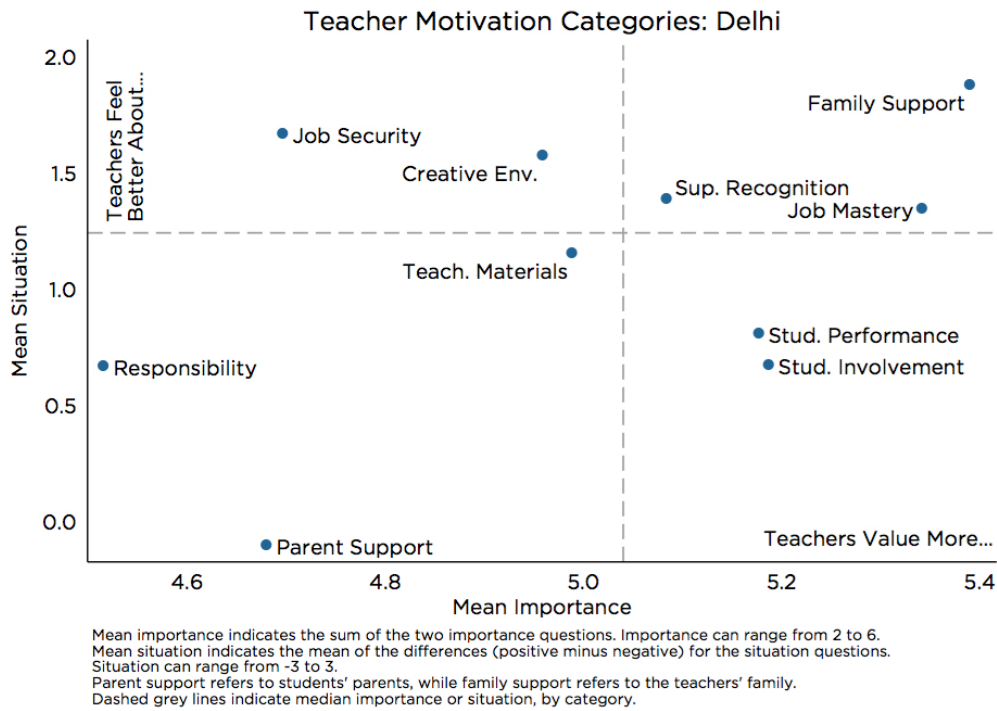 Teacher Motivation Categories: Delhi
2.0
1.5
1.0
0.5
0.0
Mean Situation
Teachers Feel
Better About...
Family Support
Job Security
Creative Env.
Sup. Recognition
Job Mastery
Teach. Materials
Stud. Performance
Responsibility
Stud. Involvement
Teachers Value More...
Parent Support
4.6 4.8 5.0 5.2 5.4
Mean Importance
Mean importance indicates the sum of the two importance questions. Importance can range from 2 to 6.
Mean situation indicates the mean of the differences (positive minus negative) for the situation questions.
Situation can range from -3 to 3.
Parent support refers to students' parents, while family support refers to the teachers' family.
Dashed grey lines indicate median importance or situation, by category.